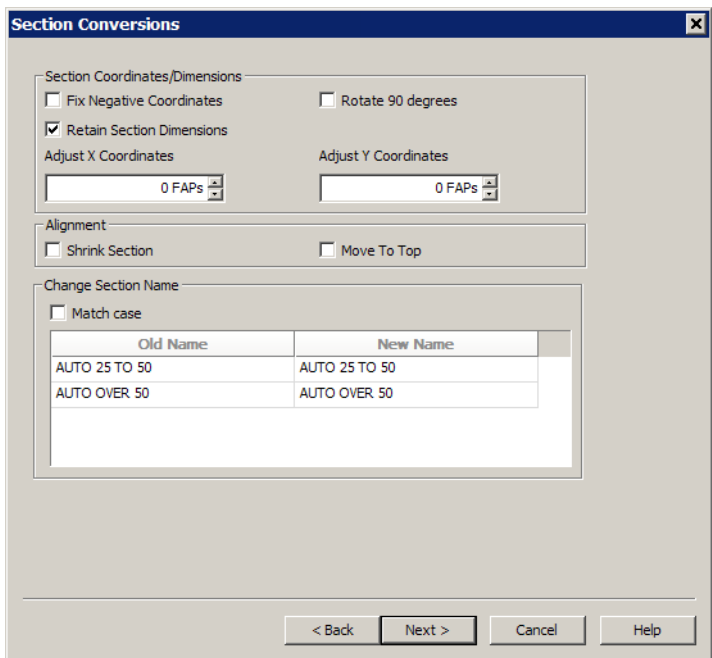 Section Conversions
Section Coordinates/Dimensions
Fix Negative Coordinates
Rotate 90 degrees
Retain Section Dimensions
Adjust X Coordinates
Adjust Y Coordinates
0 FAPs
0 FAPs
Alignment
Shrink Section
Move To Top
Change Section Name
Match case
Old Name
New Name
AUTO 25 TO 50
AUTO 25 TO 50
AUTO OVER 50
AUTO OVER 50
< Back
Next >
Cancel
Help